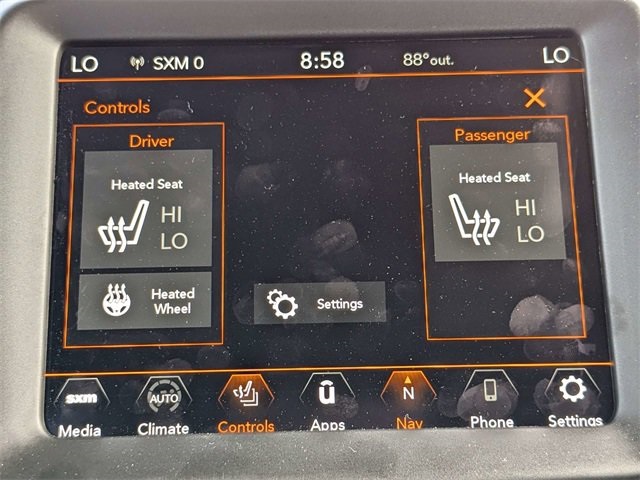 LO SXM 0 8:58 88°out. LO
Controls
Driver
Heated Seat
HI
LO
Heated
Wheel
Settings
Passenger
Heated Seat
HI
LO
sxm AUTO û N
Media Climate Controls Apps Nav Phone Settings